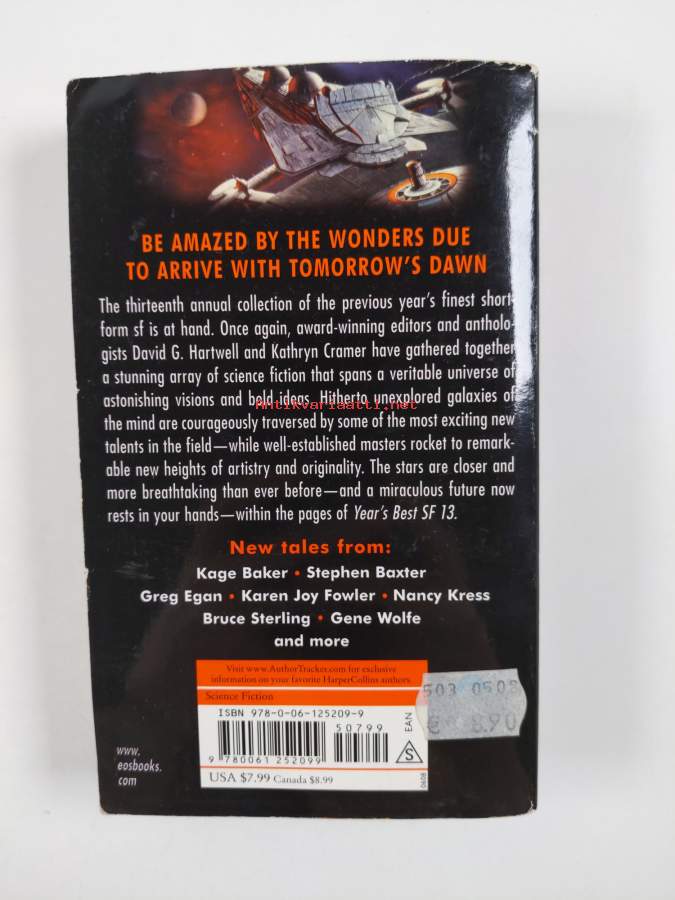 BE AMAZED BY THE WONDERS DUE
TO ARRIVE WITH TOMORROW'S DAWN
The thirteenth annual collection of the previous year's finest short-
form sf is at hand. Once again, award-winning editors and antholo-
gists David G. Hartwell and Kathryn Cramer have gathered together
a stunning array of science fiction that spans a veritable universe of
astonishing visions and bold ideas. Hitherto unexplored galaxies of
Antikvariaatti.net
the mind are courageously traversed by some of the most exciting new
talents in the field—while well-established masters rocket to remark-
able new heights of artistry and originality. The stars are closer and
more breathtaking than ever before—and a miraculous future now
rests in your hands—within the pages of Year's Best SF 13.
New tales from:
Kage Baker • Stephen Baxter
Greg Egan • Karen Joy Fowler • Nancy Kress
Bruce Sterling • Gene Wolfe
and more
Visit www.AuthorTracker.com for exclusive
information on your favorite HarperCollins authors.
Science Fiction
ISBN 978-0-06-125209-9
50799
9 780061 252099
EAN
S
USA $7.99 Canada $8.99
0608
503 0508
8.90
www.
eosbooks.
com